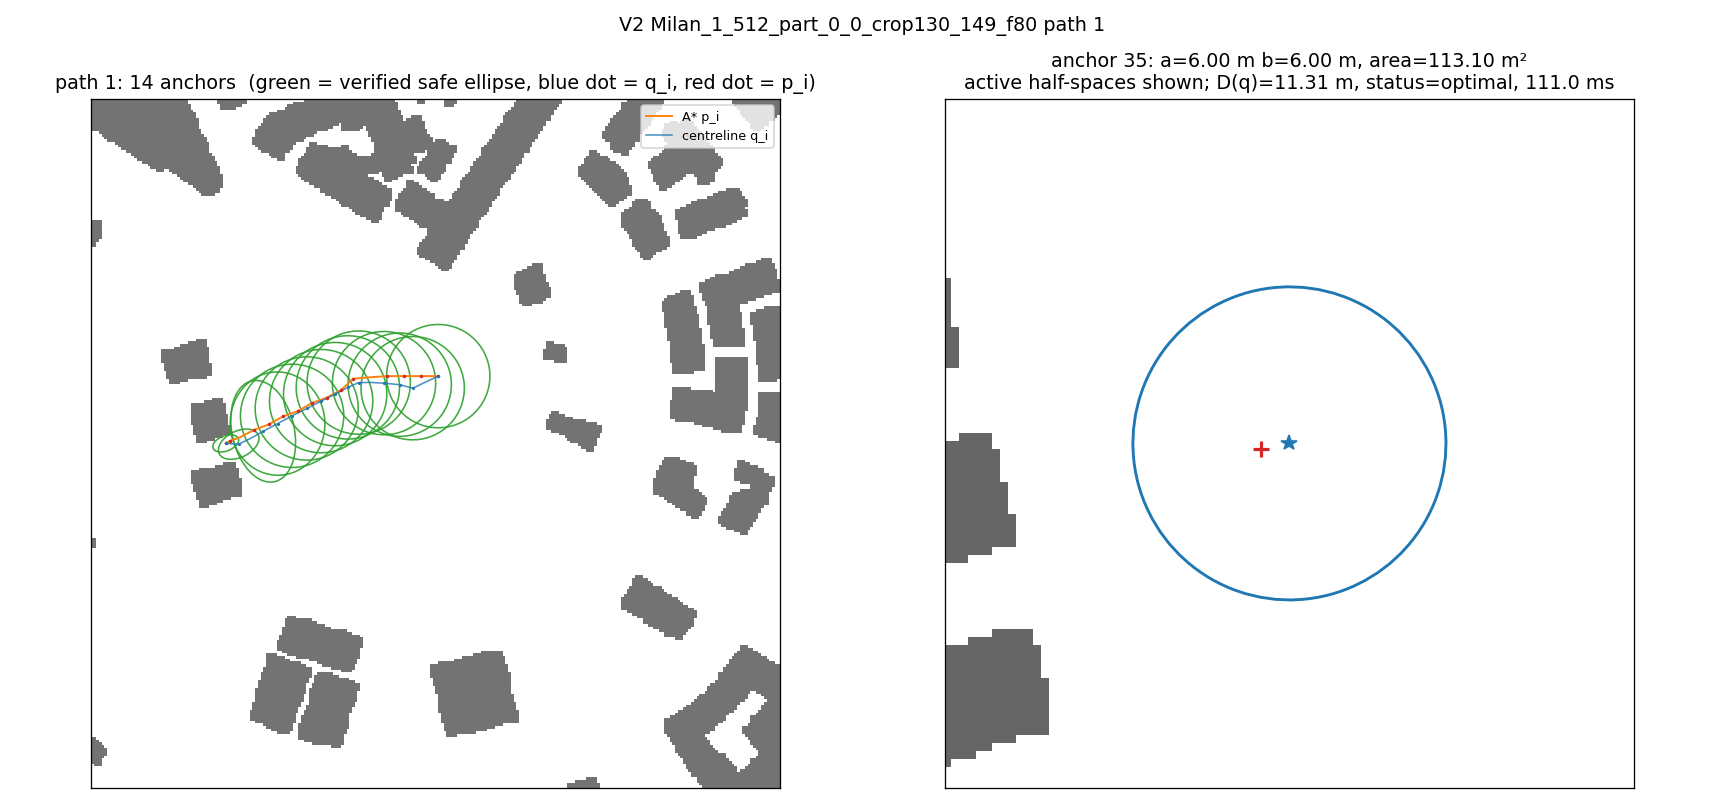 V2 Milan_1_512_part_0_0_crop130_149_f80 path 1
path 1: 14 anchors  (green = verified safe ellipse, blue dot = q_i, red dot = p_i)
A* p_i
centreline q_i
anchor 35: a=6.00 m b=6.00 m, area=113.10 m²
active half-spaces shown; D(q)=11.31 m, status=optimal, 111.0 ms